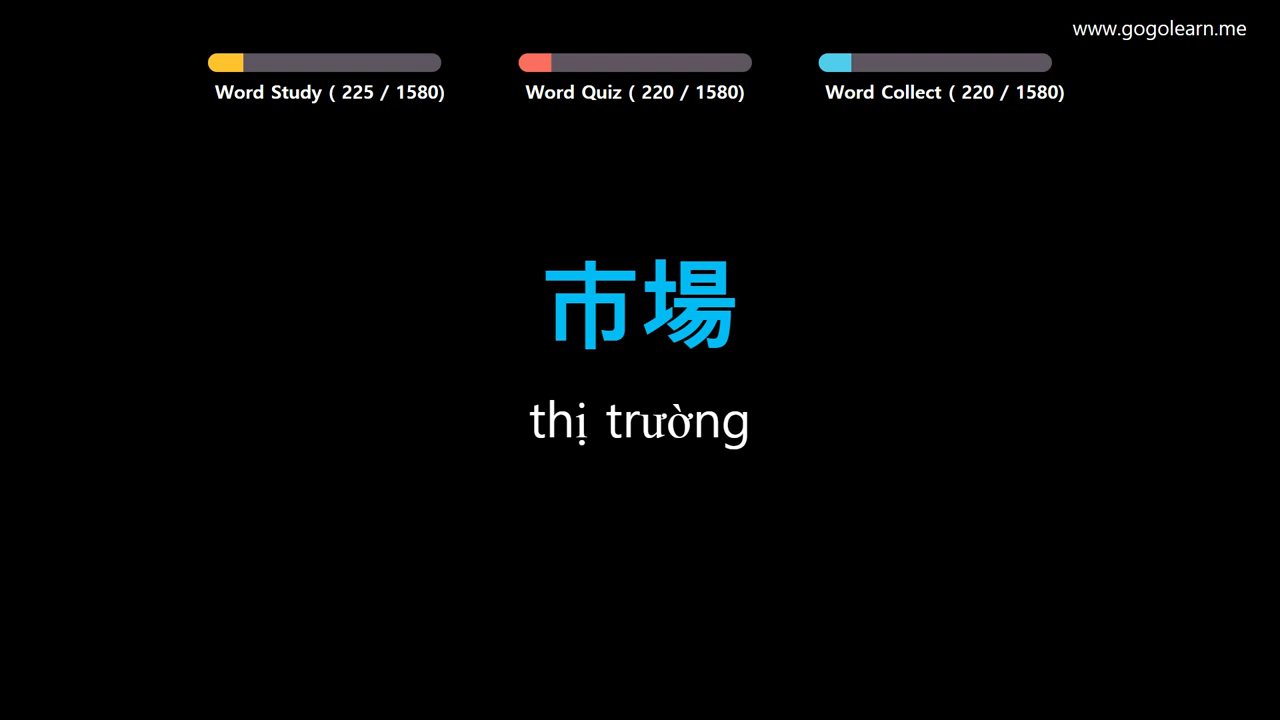 www.gogolearn.me
Word Study ( 225 / 1580)
Word Quiz ( 220 / 1580)
Word Collect ( 220 / 1580)
市場
thị trường